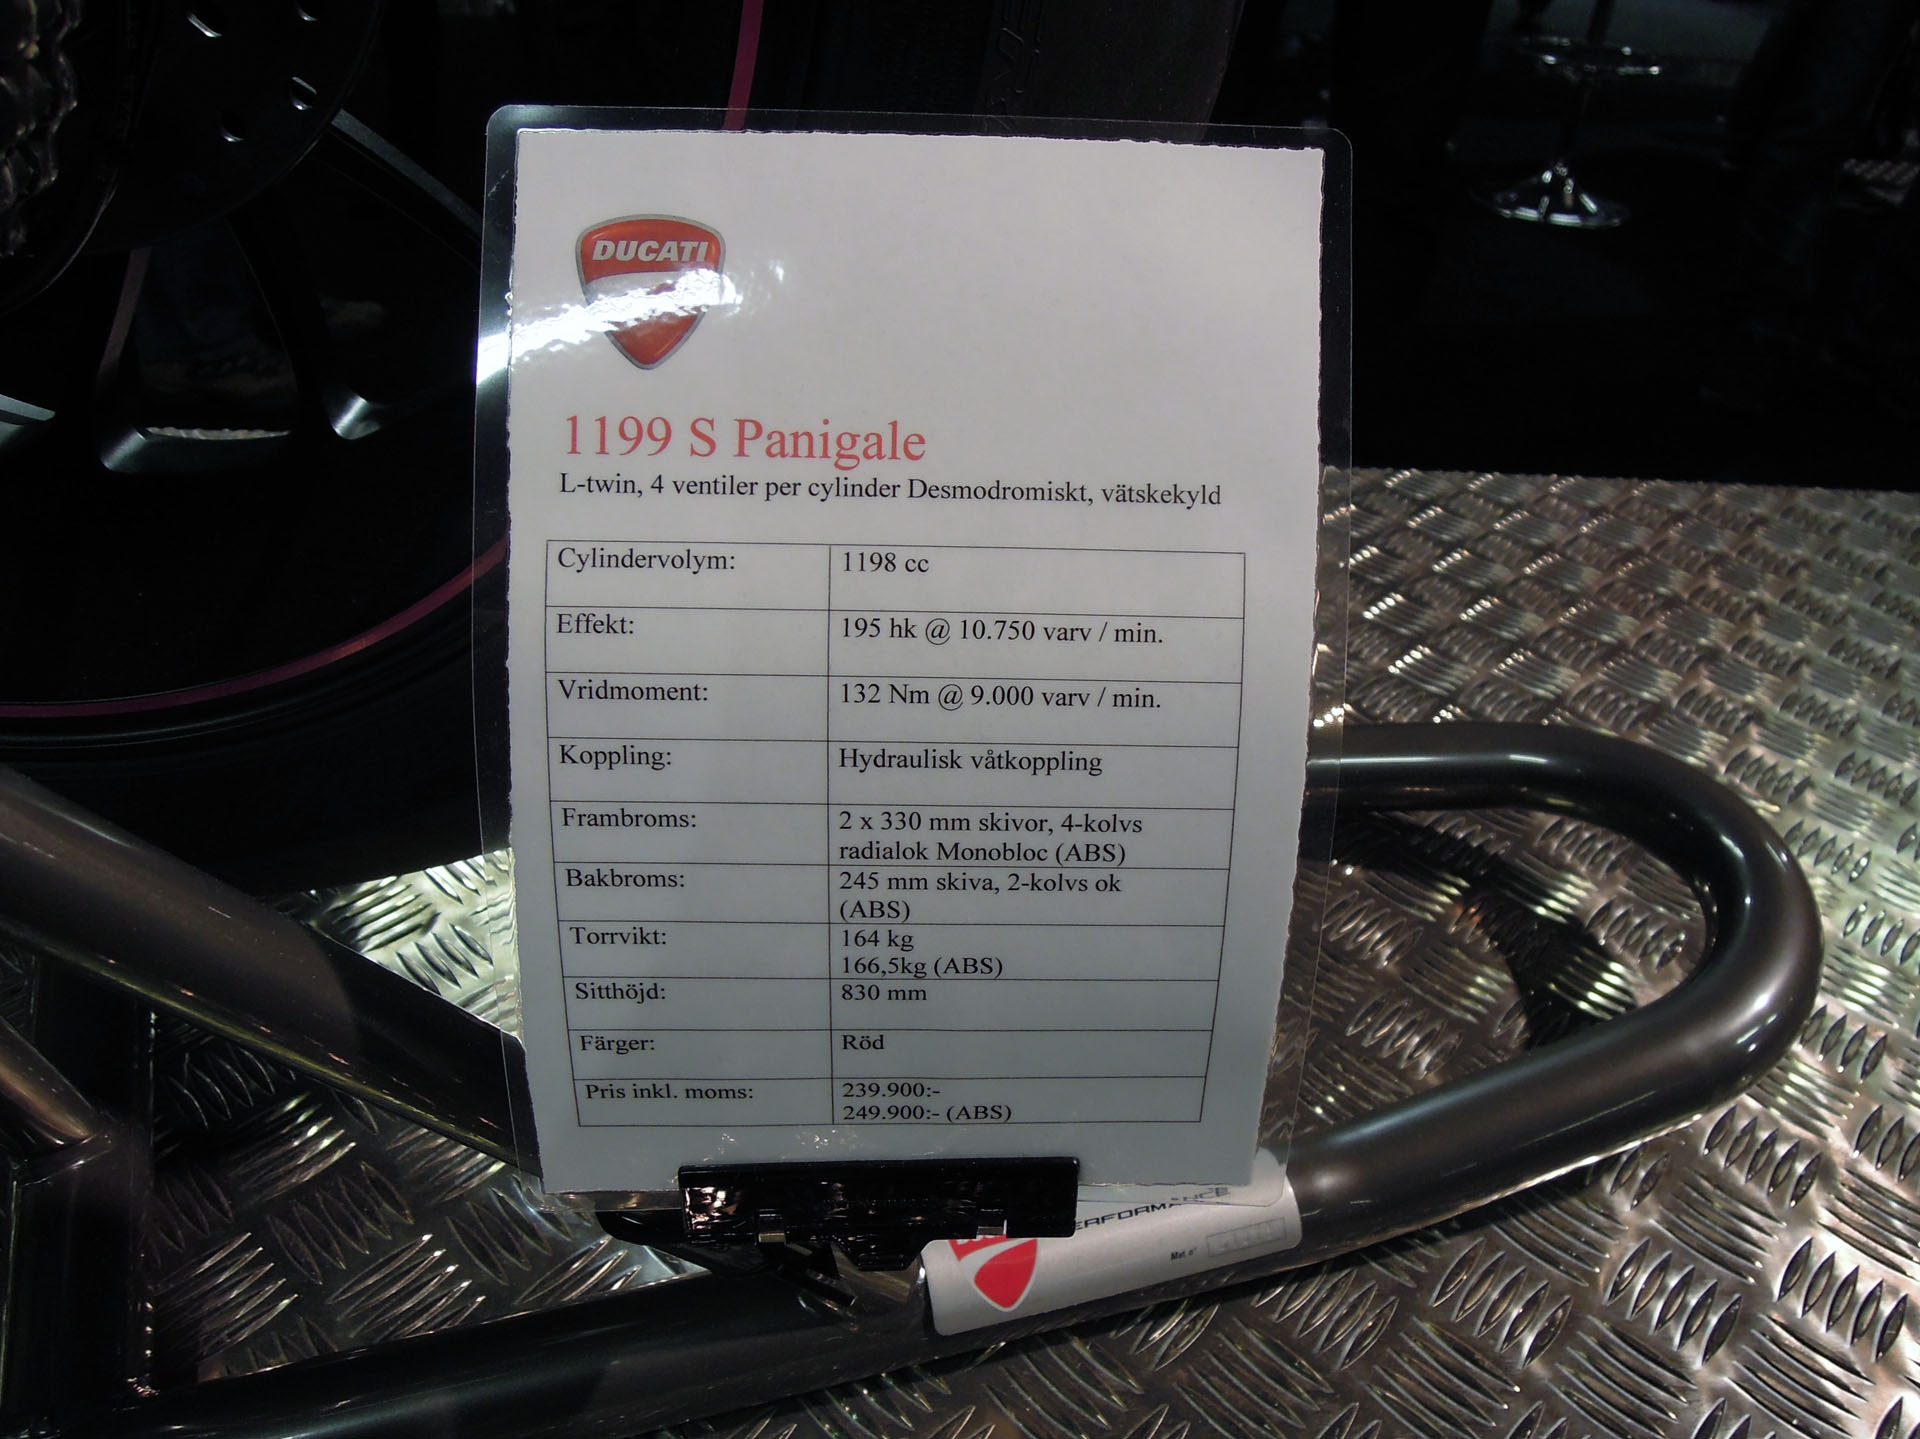 DUCATI
1199 S Panigale
L-twin, 4 ventiler per cylinder Desmodromiskt, vätskekyld
Cylindervolym: 1198 cc
Effekt: 195 hk @ 10.750 varv / min.
Vridmoment: 132 Nm @ 9.000 varv / min.
Koppling: Hydraulisk våtkoppling
Frambroms: 2 x 330 mm skivor, 4-kolvs
radialok Monobloc (ABS)
Bakbroms: 245 mm skiva, 2-kolvs ok
(ABS)
Torrvikt: 164 kg
166,5kg (ABS)
Sitthöjd: 830 mm
Färger: Röd
Pris inkl. moms: 239.900:-
249.900:- (ABS)
ERFORMANCE
Mat. n°